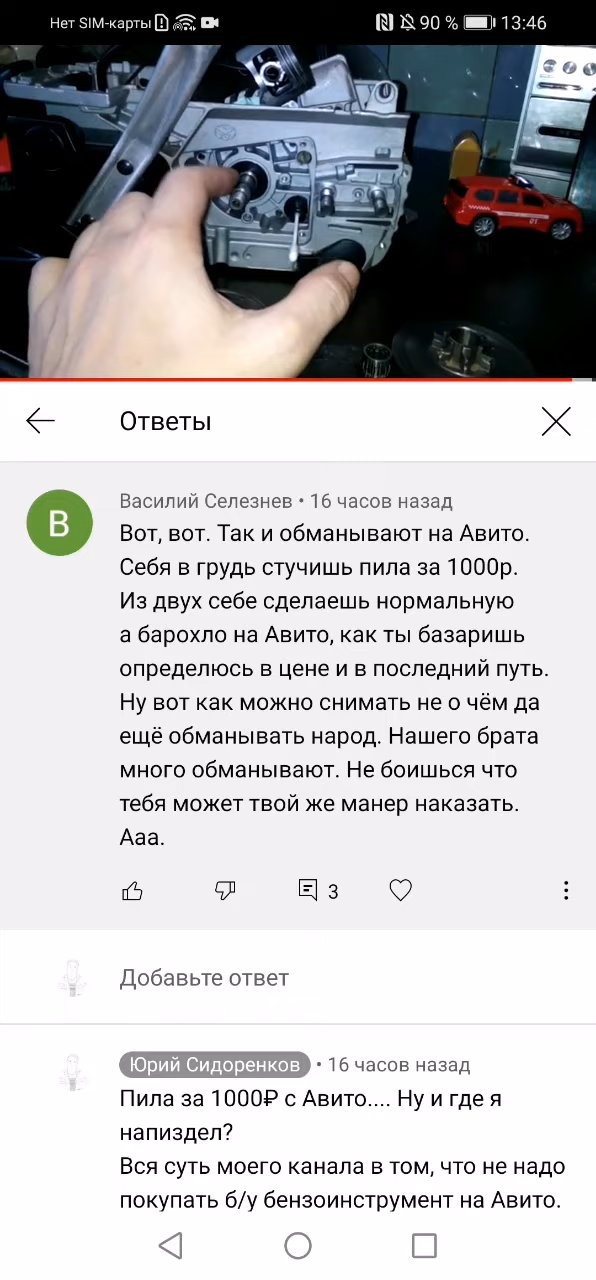 Нет SIM-карты 90 % 13:46
01
Ответы
В
Василий Селезнев • 16 часов назад
Вот, вот. Так и обманывают на Авито.
Себя в грудь стучишь пила за 1000р.
Из двух себе сделаешь нормальную
а барохло на Авито, как ты базаришь
определюсь в цене и в последний путь.
Ну вот как можно снимать не о чём да
ещё обманывать народ. Нашего брата
много обманывают. Не боишься что
тебя может твой же манер наказать.
Ааа.
3
Добавьте ответ
Юрий Сидоренков • 16 часов назад
Пила за 1000₽ с Авито.... Ну и где я
напиздел?
Вся суть моего канала в том, что не надо
покупать б/у бензоинструмент на Авито.